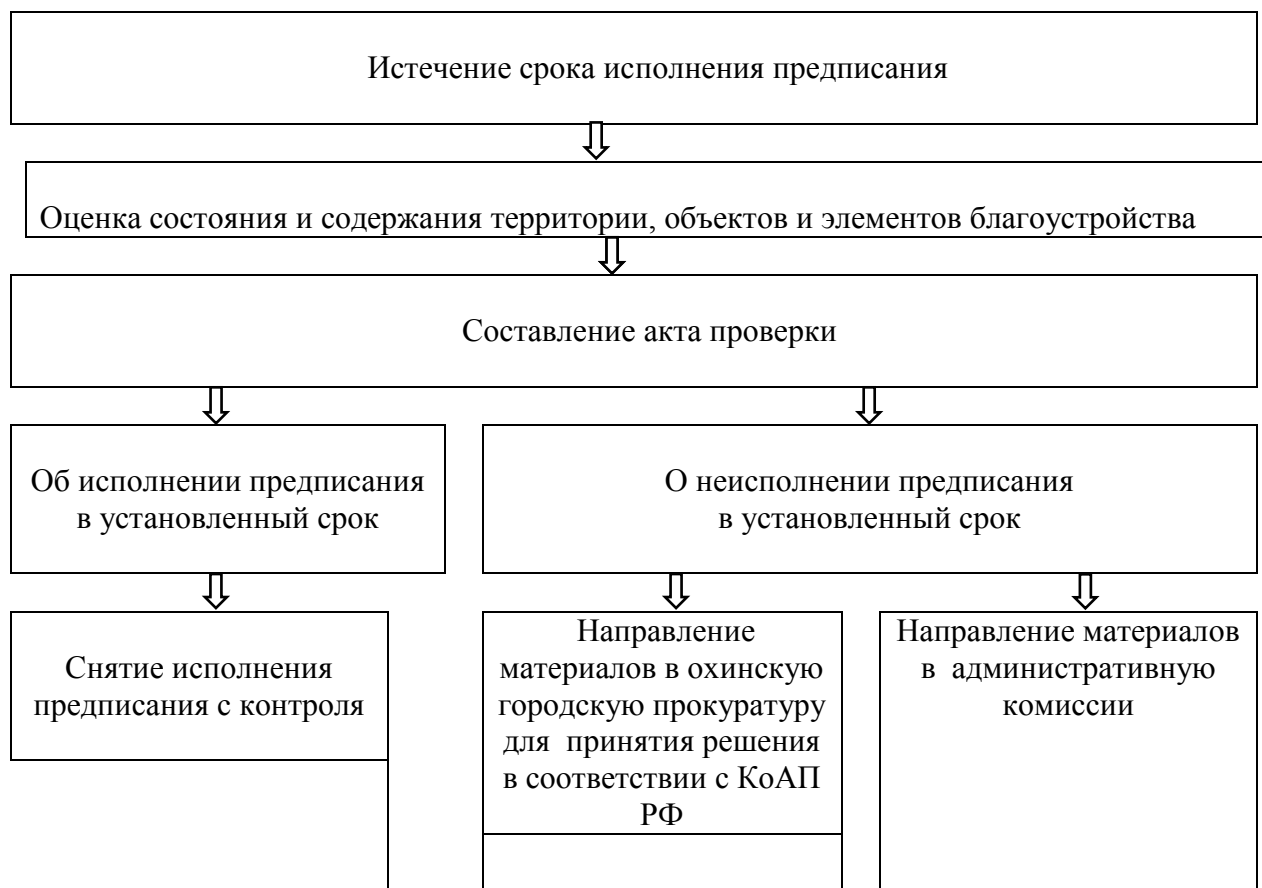 Истечение срока исполнения предписания
Оценка состояния и содержания территории, объектов и элементов благоустройства
Составление акта проверки
Об исполнении предписания
в установленный срок
О неисполнении предписания
в установленный срок
Снятие исполнения
предписания с контроля
Направление
материалов в охинскую
городскую прокуратуру
для принятия решения
в соответствии с КоАП
РФ
Направление материалов
в административную
комиссии